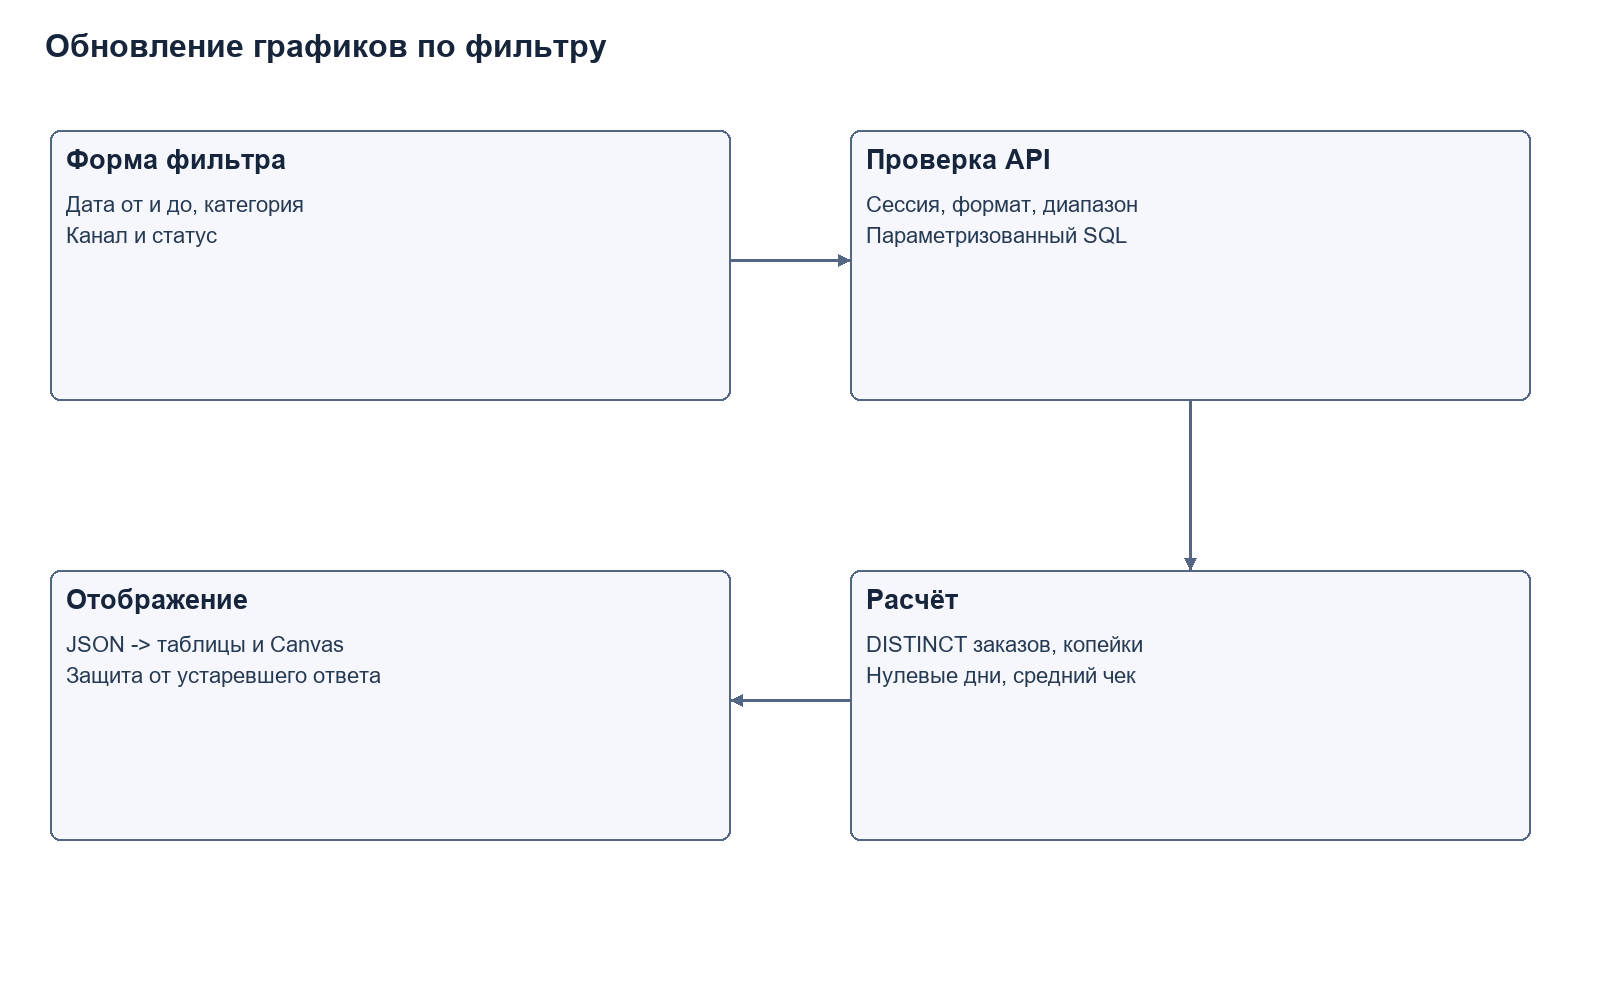 Обновление графиков по фильтру
Форма фильтра
Дата от и до, категория
Канал и статус
Проверка API
Сессия, формат, диапазон
Параметризованный SQL
Отображение
JSON -> таблицы и Canvas
Защита от устаревшего ответа
Расчёт
DISTINCT заказов, копейки
Нулевые дни, средний чек